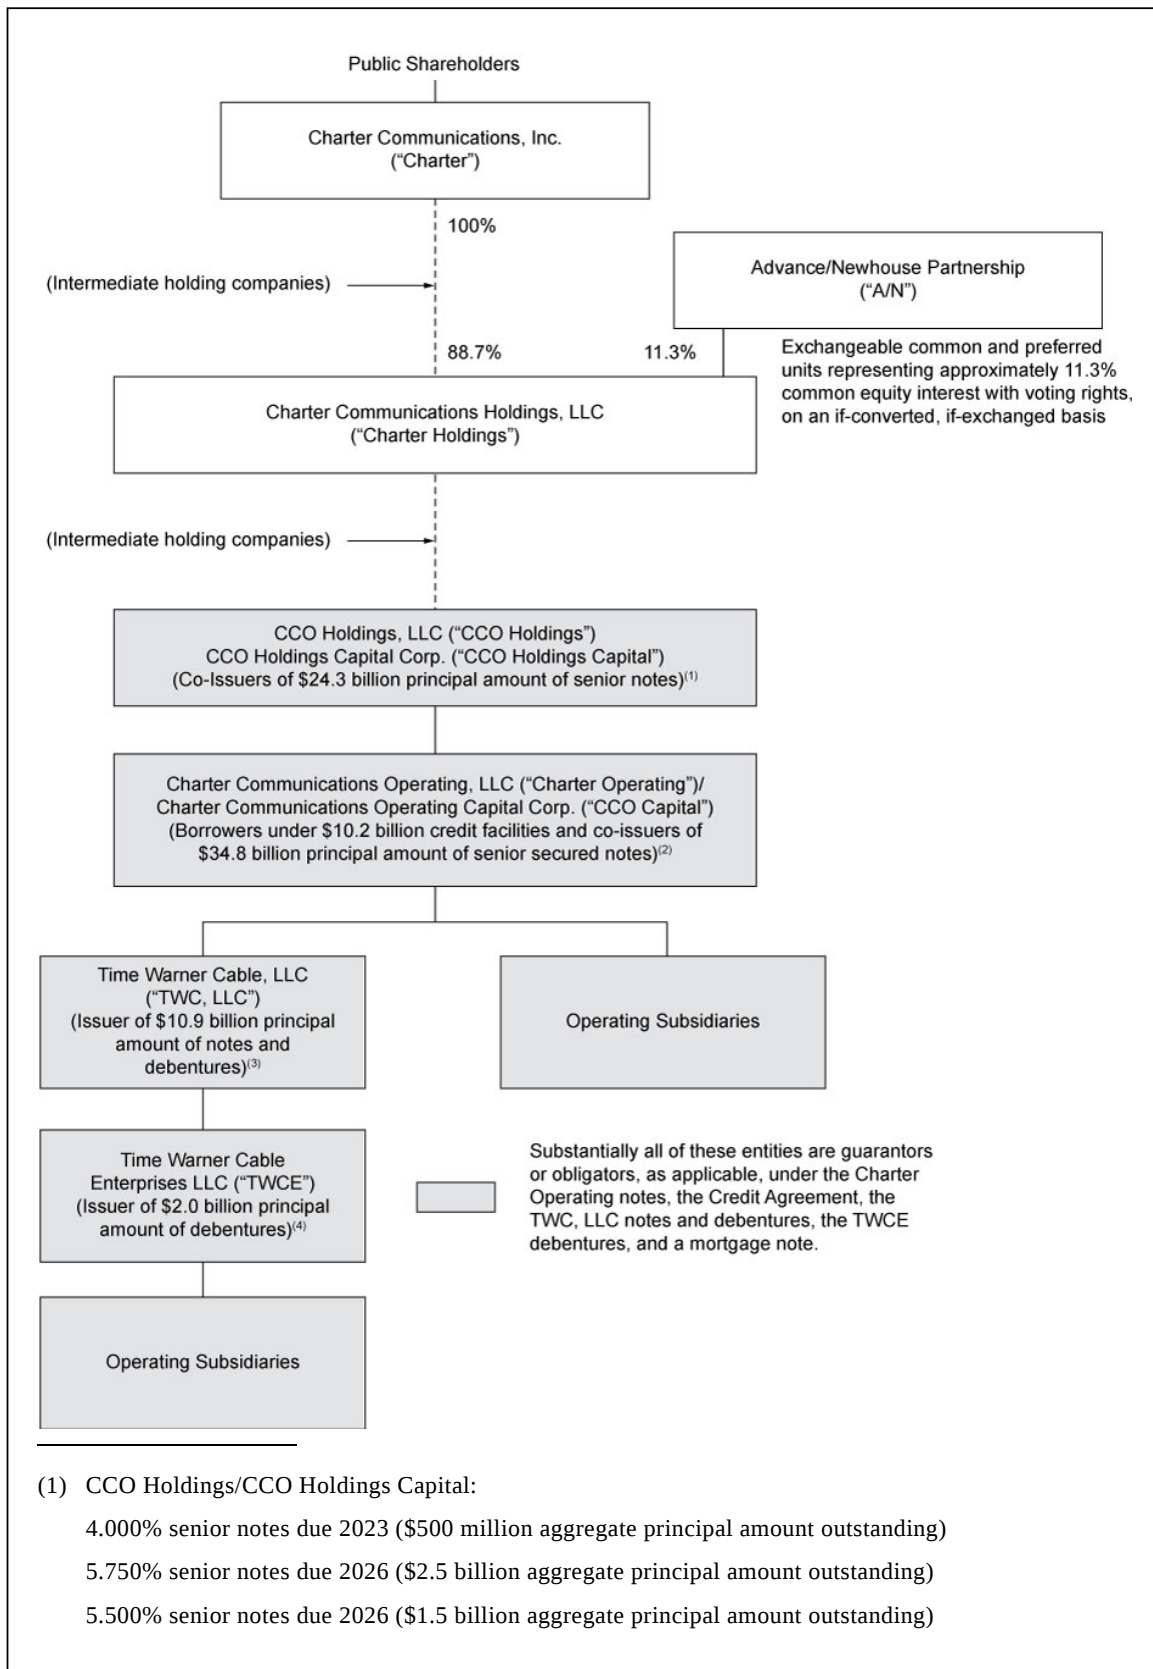 Public Shareholders
Charter Communications, Inc.
(“Charter”)
100%
(Intermediate holding companies)
Advance/Newhouse Partnership
(“A/N”)
88.7%
11.3%
Exchangeable common and preferred
units representing approximately 11.3%
common equity interest with voting rights,
on an if-converted, if-exchanged basis
Charter Communications Holdings, LLC
(“Charter Holdings”)
(Intermediate holding companies)
CCO Holdings, LLC (“CCO Holdings”)
CCO Holdings Capital Corp. (“CCO Holdings Capital”)
(Co-Issuers of $24.3 billion principal amount of senior notes)(1)
Charter Communications Operating, LLC (“Charter Operating”)/
Charter Communications Operating Capital Corp. (“CCO Capital”)
(Borrowers under $10.2 billion credit facilities and co-issuers of
$34.8 billion principal amount of senior secured notes)(2)
Time Warner Cable, LLC
(“TWC, LLC”)
(Issuer of $10.9 billion principal
amount of notes and
debentures)(3)
Operating Subsidiaries
Time Warner Cable
Enterprises LLC (“TWCE”)
(Issuer of $2.0 billion principal
amount of debentures)(4)
Substantially all of these entities are guarantors
or obligators, as applicable, under the Charter
Operating notes, the Credit Agreement, the
TWC, LLC notes and debentures, the TWCE
debentures, and a mortgage note.
Operating Subsidiaries
(1) CCO Holdings/CCO Holdings Capital:
4.000% senior notes due 2023 ($500 million aggregate principal amount outstanding)
5.750% senior notes due 2026 ($2.5 billion aggregate principal amount outstanding)
5.500% senior notes due 2026 ($1.5 billion aggregate principal amount outstanding)